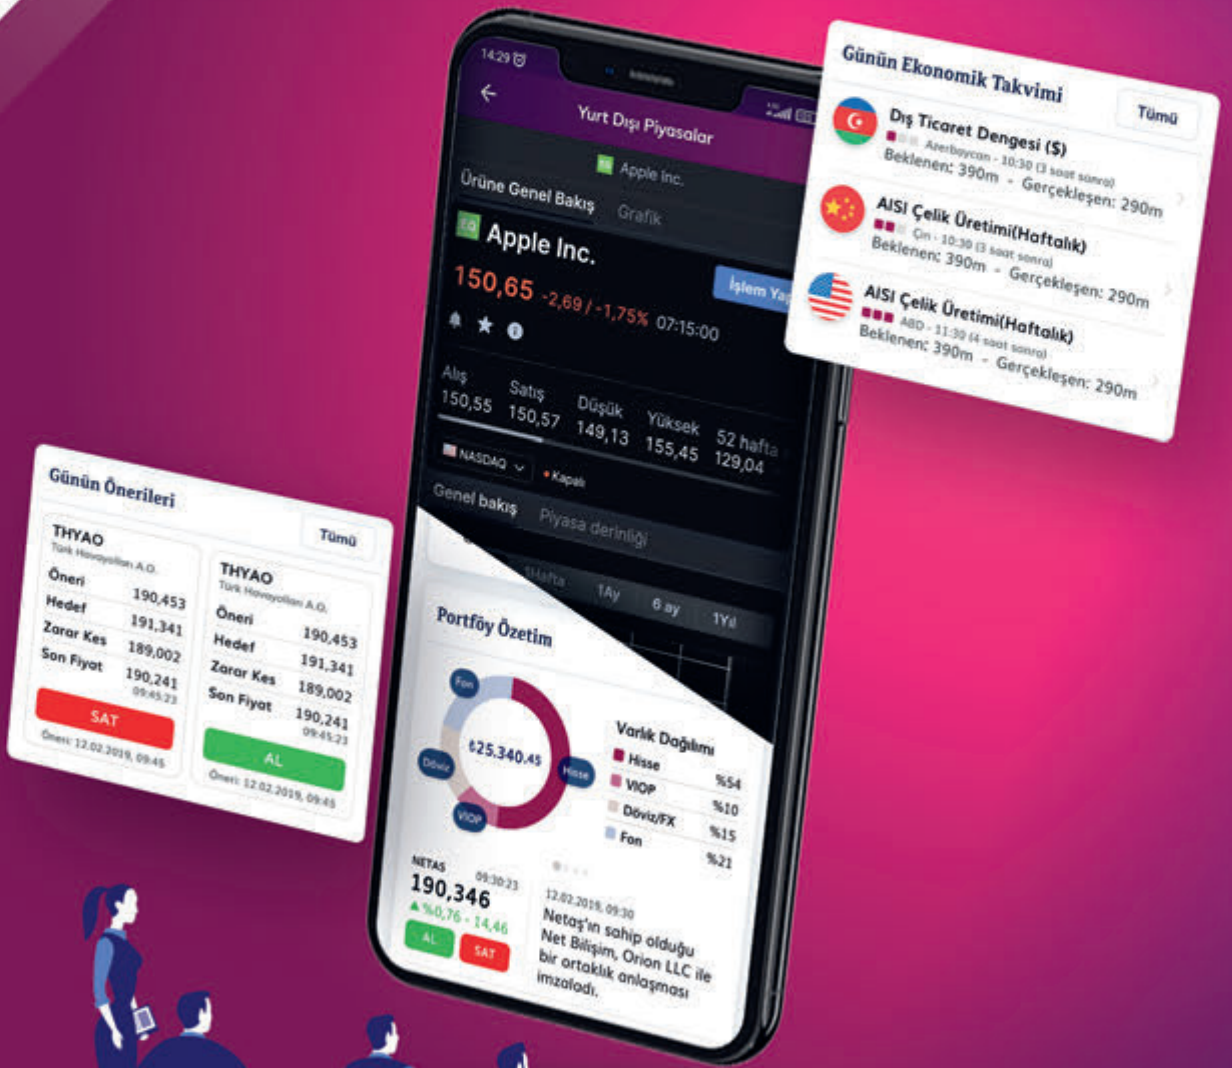 14:29
Yurt Dışı Piyasalar
EQ Apple Inc.
Ürüne Genel Bakış Grafik
EQ Apple Inc.
150,65 -2,69 / -1,75% 07:15:00
İşlem Yap
Alış Satış Düşük Yüksek 52 hafta
150,55 150,57 149,13 155,45 129,04
NASDAQ Kapalı
Genel bakış Piyasa derinliği
1Hafta 1Ay 6 ay 1Yıl
Portföy Özetim
Fon
Döviz
VIOP
Hisse
₺25.340.45
Varlık Dağılımı
Hisse %54
VIOP %10
Döviz/FX %15
Fon %21
NETAS 09:30:23
190,346
%0,76 - 14,46
AL SAT
12.02.2019, 09:30
Netaş'ın sahip olduğu
Net Bilişim, Orion LLC ile
bir ortaklık anlaşması
imzaladı.
Günün Ekonomik Takvimi Tümü
Dış Ticaret Dengesi ($)
Azerbaycan - 10:30 (3 saat sonra)
Beklenen: 390m - Gerçekleşen: 290m
AISI Çelik Üretimi(Haftalık)
Çin - 10:30 (3 saat sonra)
Beklenen: 390m - Gerçekleşen: 290m
AISI Çelik Üretimi(Haftalık)
ABD - 11:30 (4 saat sonra)
Beklenen: 390m - Gerçekleşen: 290m
Günün Önerileri Tümü
THYAO
Türk Havayolları A.O.
Öneri 190,453
Hedef 191,341
Zarar Kes 189,002
Son Fiyat 190,241
09:45:23
SAT
Öneri: 12.02.2019, 09:45
THYAO
Türk Havayolları A.O.
Öneri 190,453
Hedef 191,341
Zarar Kes 189,002
Son Fiyat 190,241
09:45:23
AL
Öneri: 12.02.2019, 09:45